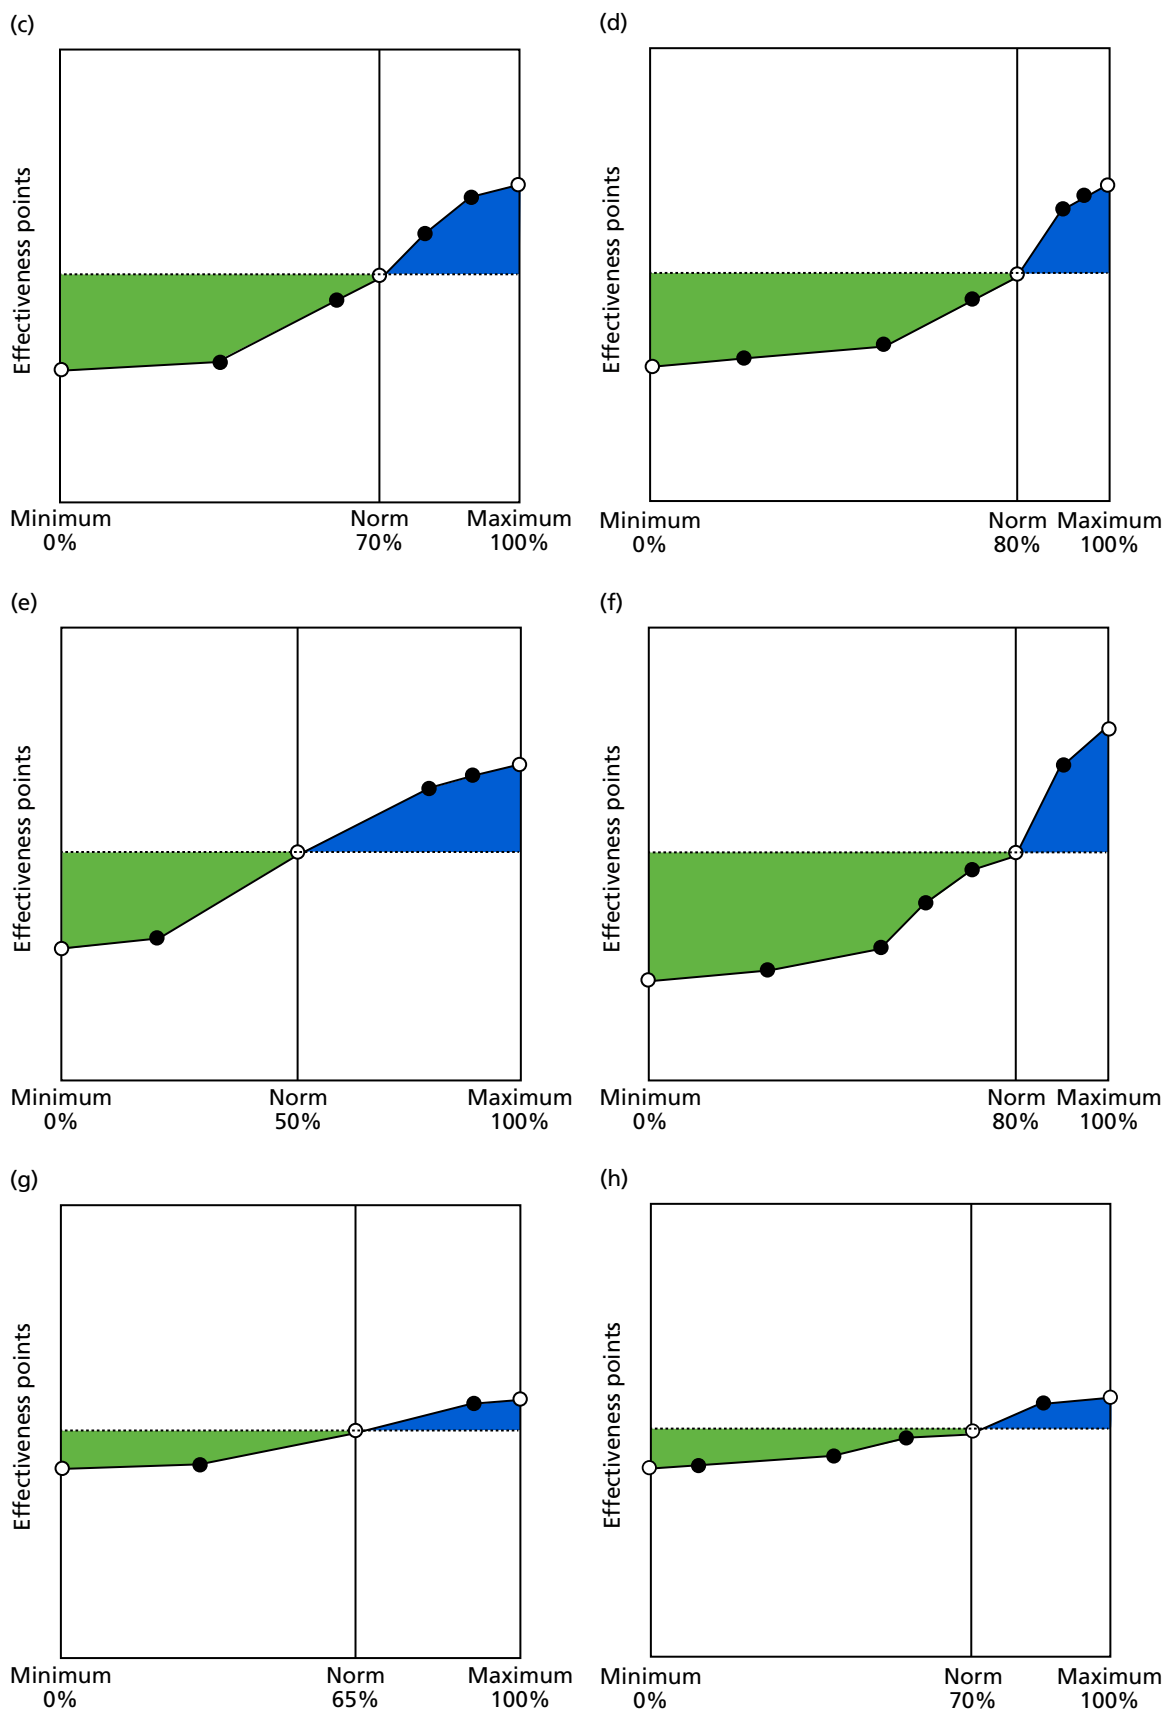 (c)
Effectiveness points
Minimum
0%
Norm
70%
Maximum
100%
(d)
Effectiveness points
Minimum
0%
Norm
80%
Maximum
100%
(e)
Effectiveness points
Minimum
0%
Norm
50%
Maximum
100%
(f)
Effectiveness points
Minimum
0%
Norm
80%
Maximum
100%
(g)
Effectiveness points
Minimum
0%
Norm
65%
Maximum
100%
(h)
Effectiveness points
Minimum
0%
Norm
70%
Maximum
100%